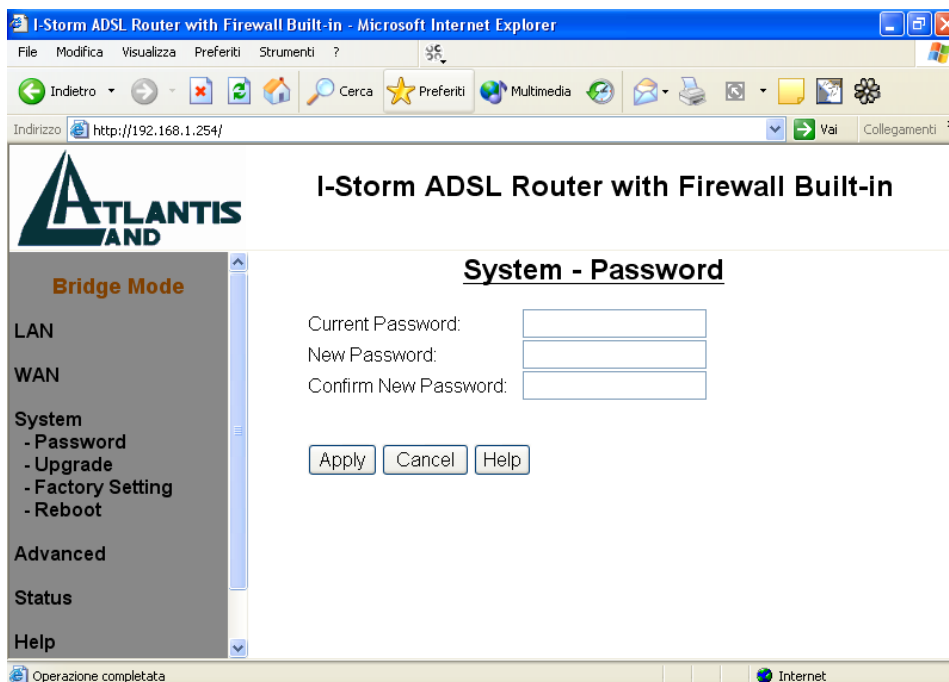 I-Storm ADSL Router with Firewall Built-in - Microsoft Internet Explorer
File Modifica Visualizza Preferiti Strumenti ?
Indietro Cerca Preferiti Multimedia
Indirizzo http://192.168.1.254/ Vai Collegamenti
ATLANTIS
LAND
I-Storm ADSL Router with Firewall Built-in
Bridge Mode
LAN
WAN
System
- Password
- Upgrade
- Factory Setting
- Reboot
Advanced
Status
Help
System - Password
Current Password:
New Password:
Confirm New Password:
Apply Cancel Help
Operazione completata Internet